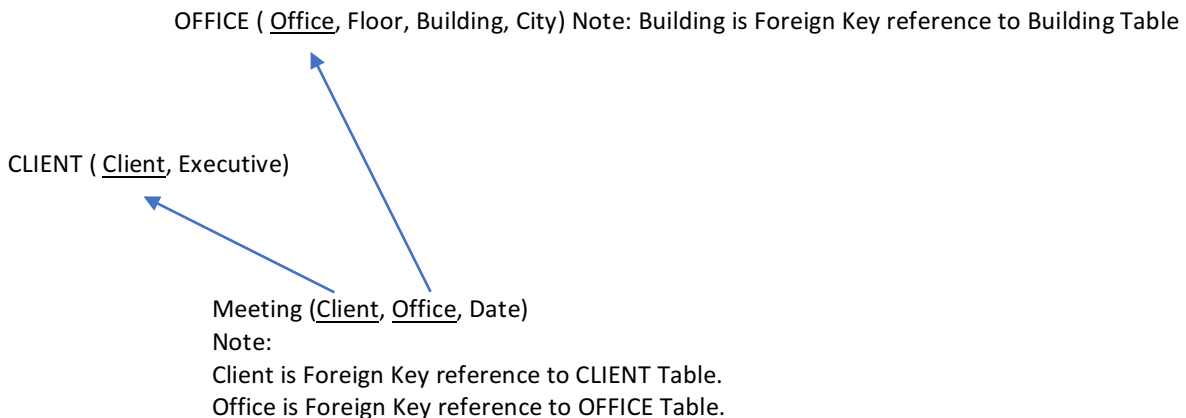 OFFICE ( Office, Floor, Building, City) Note: Building is Foreign Key reference to Building Table
CLIENT ( Client, Executive)
Meeting (Client, Office, Date)
Note:
Client is Foreign Key reference to CLIENT Table.
Office is Foreign Key reference to OFFICE Table.